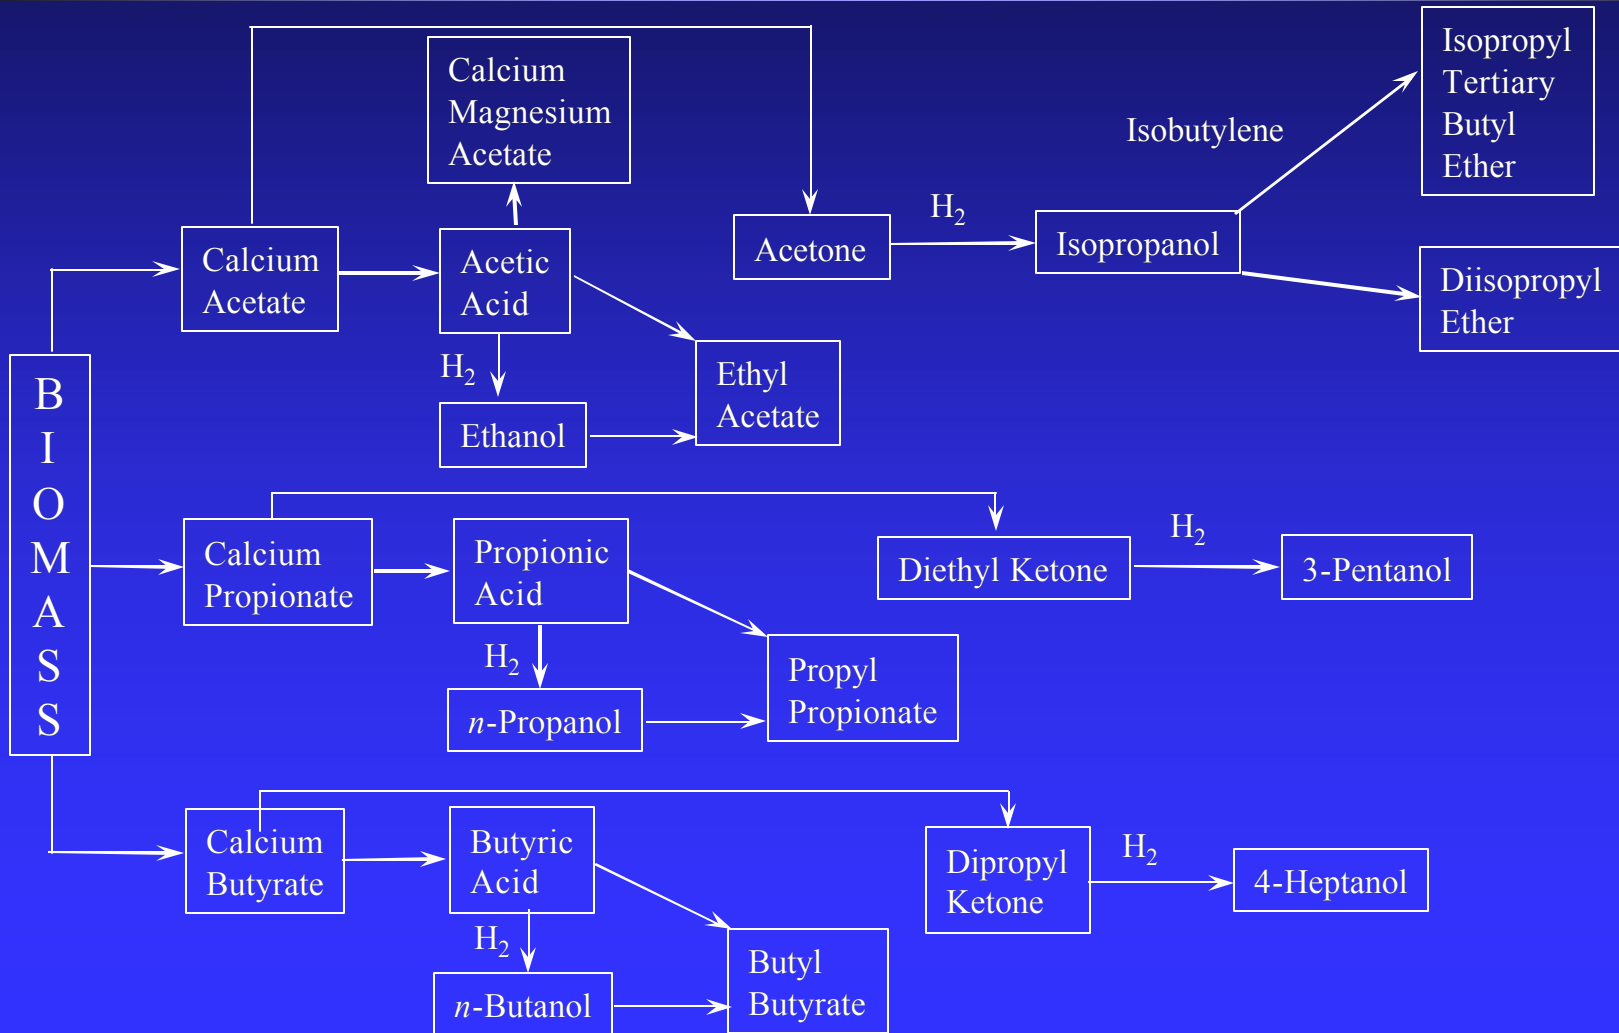 B
I
O
M
A
S
S
Calcium
Acetate
Calcium
Magnesium
Acetate
Acetic
Acid
H₂
Ethanol
Ethyl
Acetate
Acetone
H₂
Isopropanol
Isobutylene
Isopropyl
Tertiary
Butyl
Ether
Diisopropyl
Ether
Calcium
Propionate
Propionic
Acid
H₂
n-Propanol
Propyl
Propionate
Diethyl Ketone
H₂
3-Pentanol
Calcium
Butyrate
Butyric
Acid
H₂
n-Butanol
Butyl
Butyrate
Dipropyl
Ketone
H₂
4-Heptanol